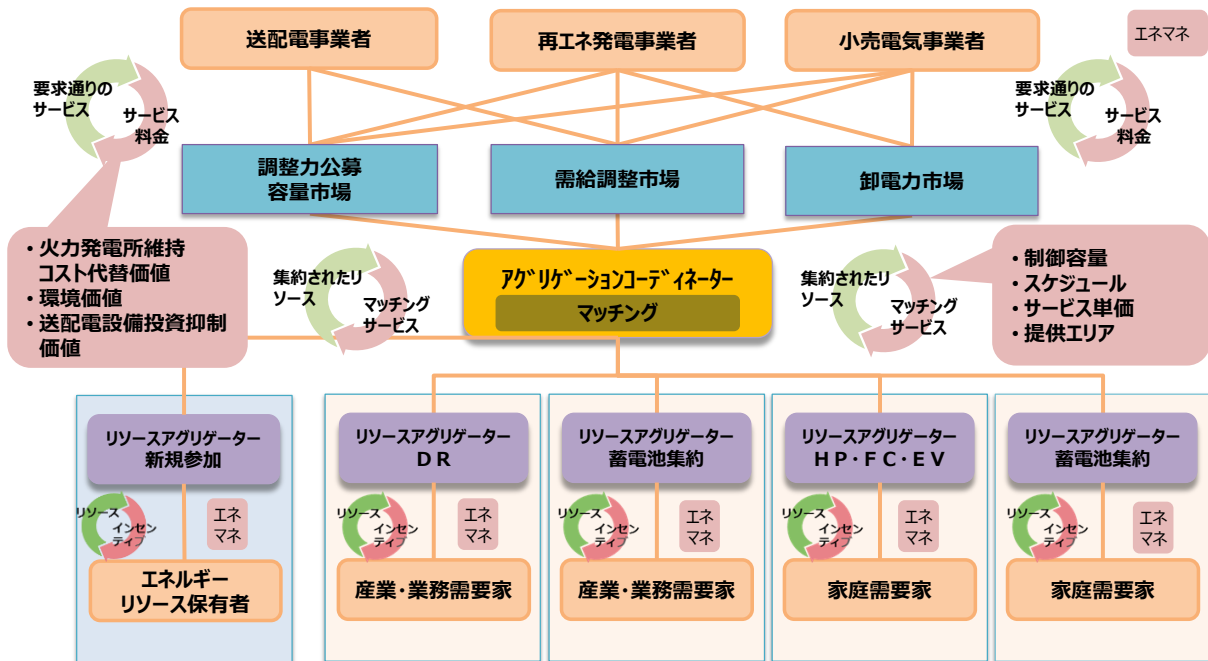 送配電事業者
再エネ発電事業者
小売電気事業者
エネマネ
要求通りの
サービス
サービス
料金
要求通りの
サービス
サービス
料金
調整力公募
容量市場
需給調整市場
卸電力市場
・火力発電所維持
コスト代替価値
・環境価値
・送配電設備投資抑制
価値
集約されたリ
ソース
マッチング
サービス
アグリゲーションコーディネーター
マッチング
集約されたリ
ソース
マッチング
サービス
・制御容量
・スケジュール
・サービス単価
・提供エリア
リソースアグリゲーター
新規参加
リソースアグリゲーター
DR
リソースアグリゲーター
蓄電池集約
リソースアグリゲーター
HP・FC・EV
リソースアグリゲーター
蓄電池集約
リソース
インセン
ティブ
エネ
マネ
リソース
インセン
ティブ
エネ
マネ
リソース
インセン
ティブ
エネ
マネ
リソース
インセン
ティブ
エネ
マネ
リソース
インセン
ティブ
エネ
マネ
エネルギー
リソース保有者
産業・業務需要家
産業・業務需要家
家庭需要家
家庭需要家